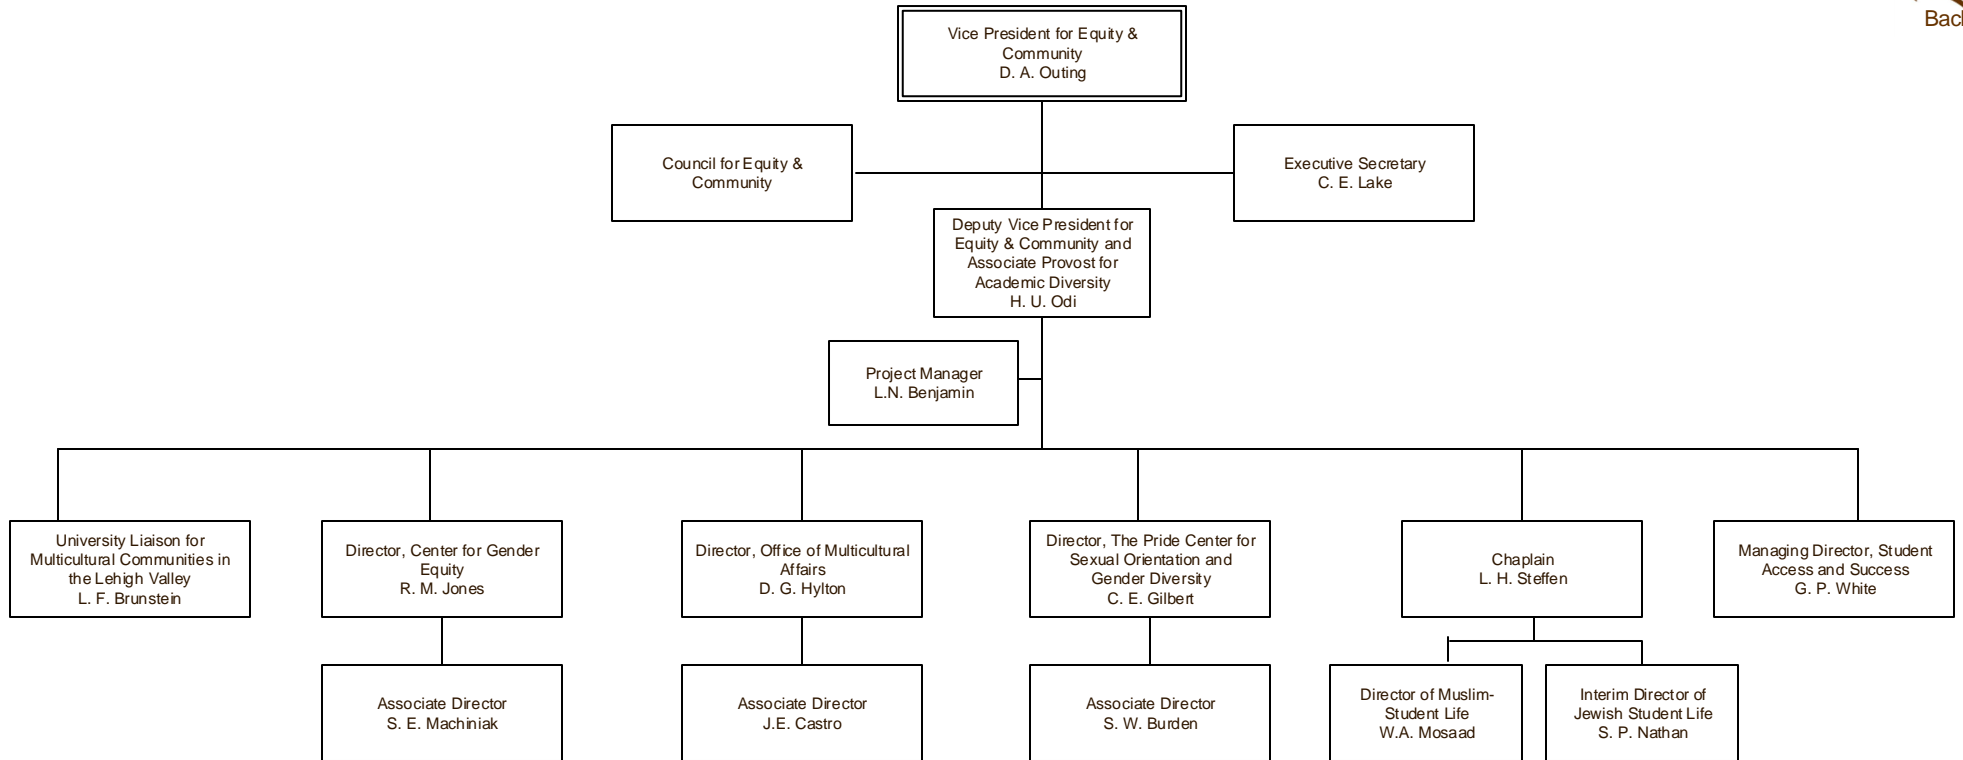 Vice President for Equity &
Community
D. A. Outing
Council for Equity &
Community
Executive Secretary
C. E. Lake
Deputy Vice President for
Equity & Community and
Associate Provost for
Academic Diversity
H. U. Odi
Project Manager
L.N. Benjamin
University Liaison for
Multicultural Communities in
the Lehigh Valley
L. F. Brunstein
Director, Center for Gender
Equity
R. M. Jones
Director, Office of Multicultural
Affairs
D. G. Hylton
Director, The Pride Center for
Sexual Orientation and
Gender Diversity
C. E. Gilbert
Chaplain
L. H. Steffen
Managing Director, Student
Access and Success
G. P. White
Associate Director
S. E. Machiniak
Associate Director
J.E. Castro
Associate Director
S. W. Burden
Director of Muslim-
Student Life
W.A. Mosaad
Interim Director of
Jewish Student Life
S. P. Nathan